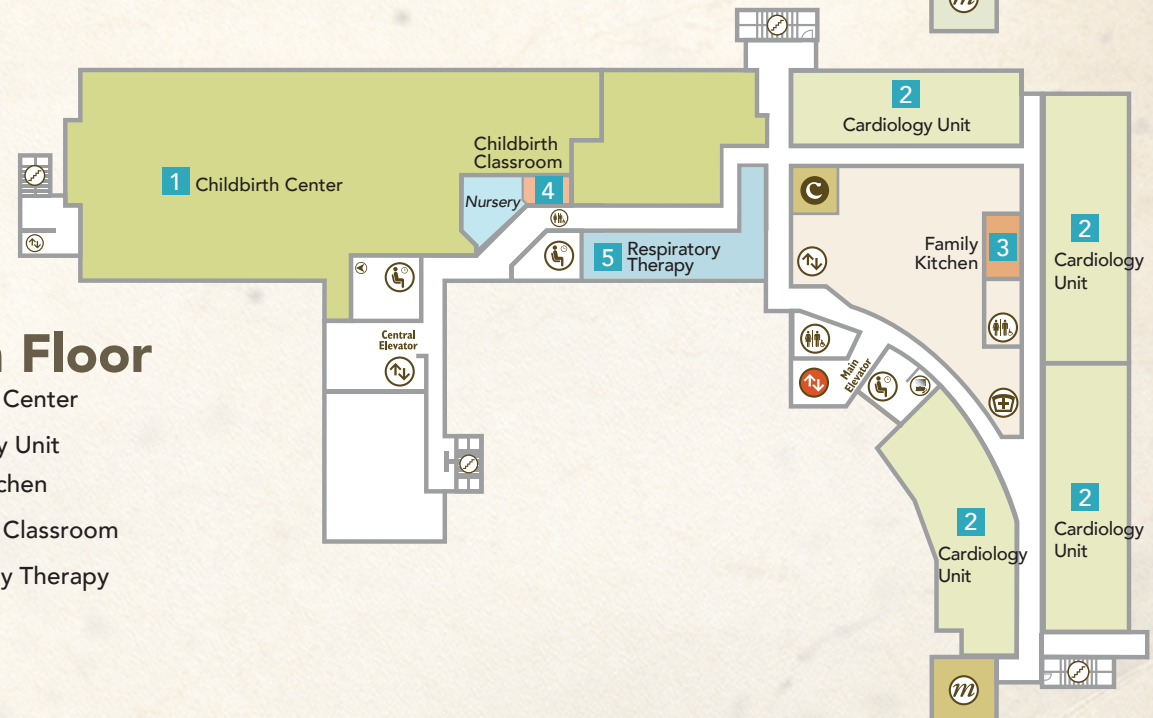 m
2
Cardiology Unit
Childbirth
Classroom
1 Childbirth Center
4
Nursery
C
5 Respiratory
Therapy
Family
Kitchen
3
2
Cardiology
Unit
Central
Elevator
Main
Elevator
Floor
Center
Unit
Classroom
Therapy
2
Cardiology
Unit
2
Cardiology
Unit
m